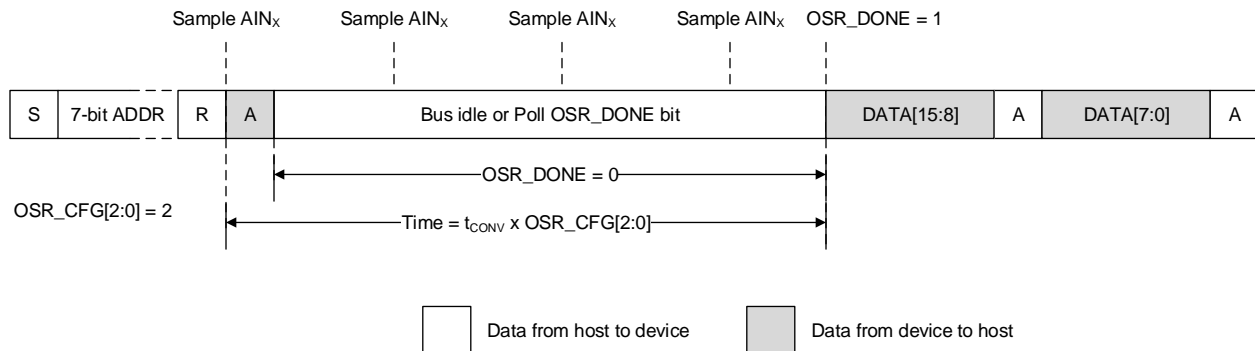 Sample AINX Sample AINX Sample AINX Sample AINX OSR_DONE = 1
S 7-bit ADDR R A Bus idle or Poll OSR_DONE bit DATA[15:8] A DATA[7:0] A
OSR_DONE = 0
OSR_CFG[2:0] = 2
Time = tCONV x OSR_CFG[2:0]
Data from host to device Data from device to host